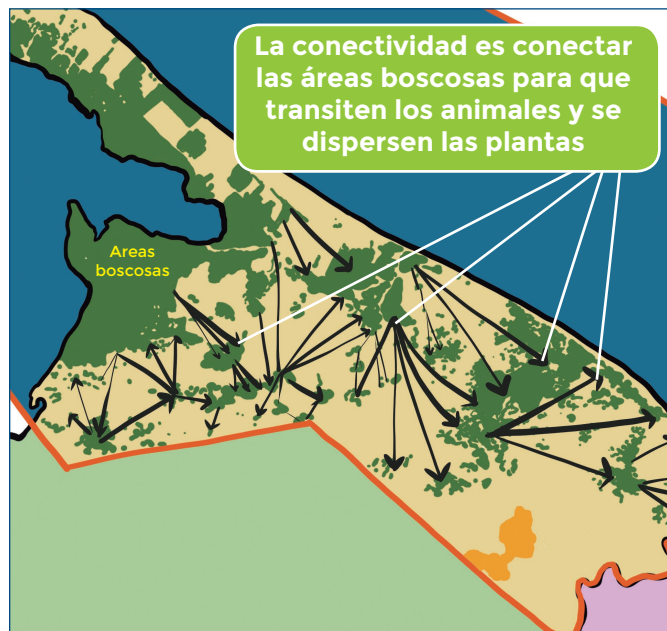 La conectividad es conectar
las áreas boscosas para que
transiten los animales y se
dispersen las plantas
Areas
boscosas